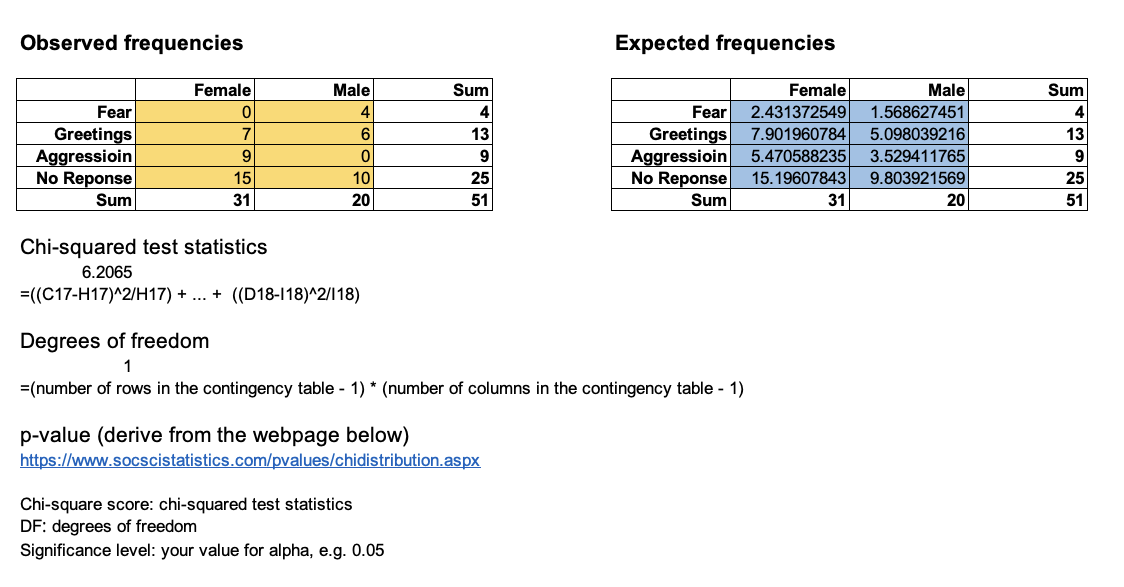 Observed frequencies Expected frequencies
Female Male Sum Female Male Sum
Fear 0 4 4 Fear 2.431372549 1.568627451 4
Greetings 7 6 13 Greetings 7.901960784 5.098039216 13
Aggressioin 9 0 9 Aggressioin 5.470588235 3.529411765 9
No Reponse 15 10 25 No Reponse 15.19607843 9.803921569 25
Sum 31 20 51 Sum 31 20 51
Chi-squared test statistics
6.2065
=((C17-H17)^2/H17) + ... + ((D18-I18)^2/I18)
Degrees of freedom
1
=(number of rows in the contingency table - 1) * (number of columns in the contingency table - 1)
p-value (derive from the webpage below)
https://www.socscistatistics.com/pvalues/chidistribution.aspx
Chi-square score: chi-squared test statistics
DF: degrees of freedom
Significance level: your value for alpha, e.g. 0.05